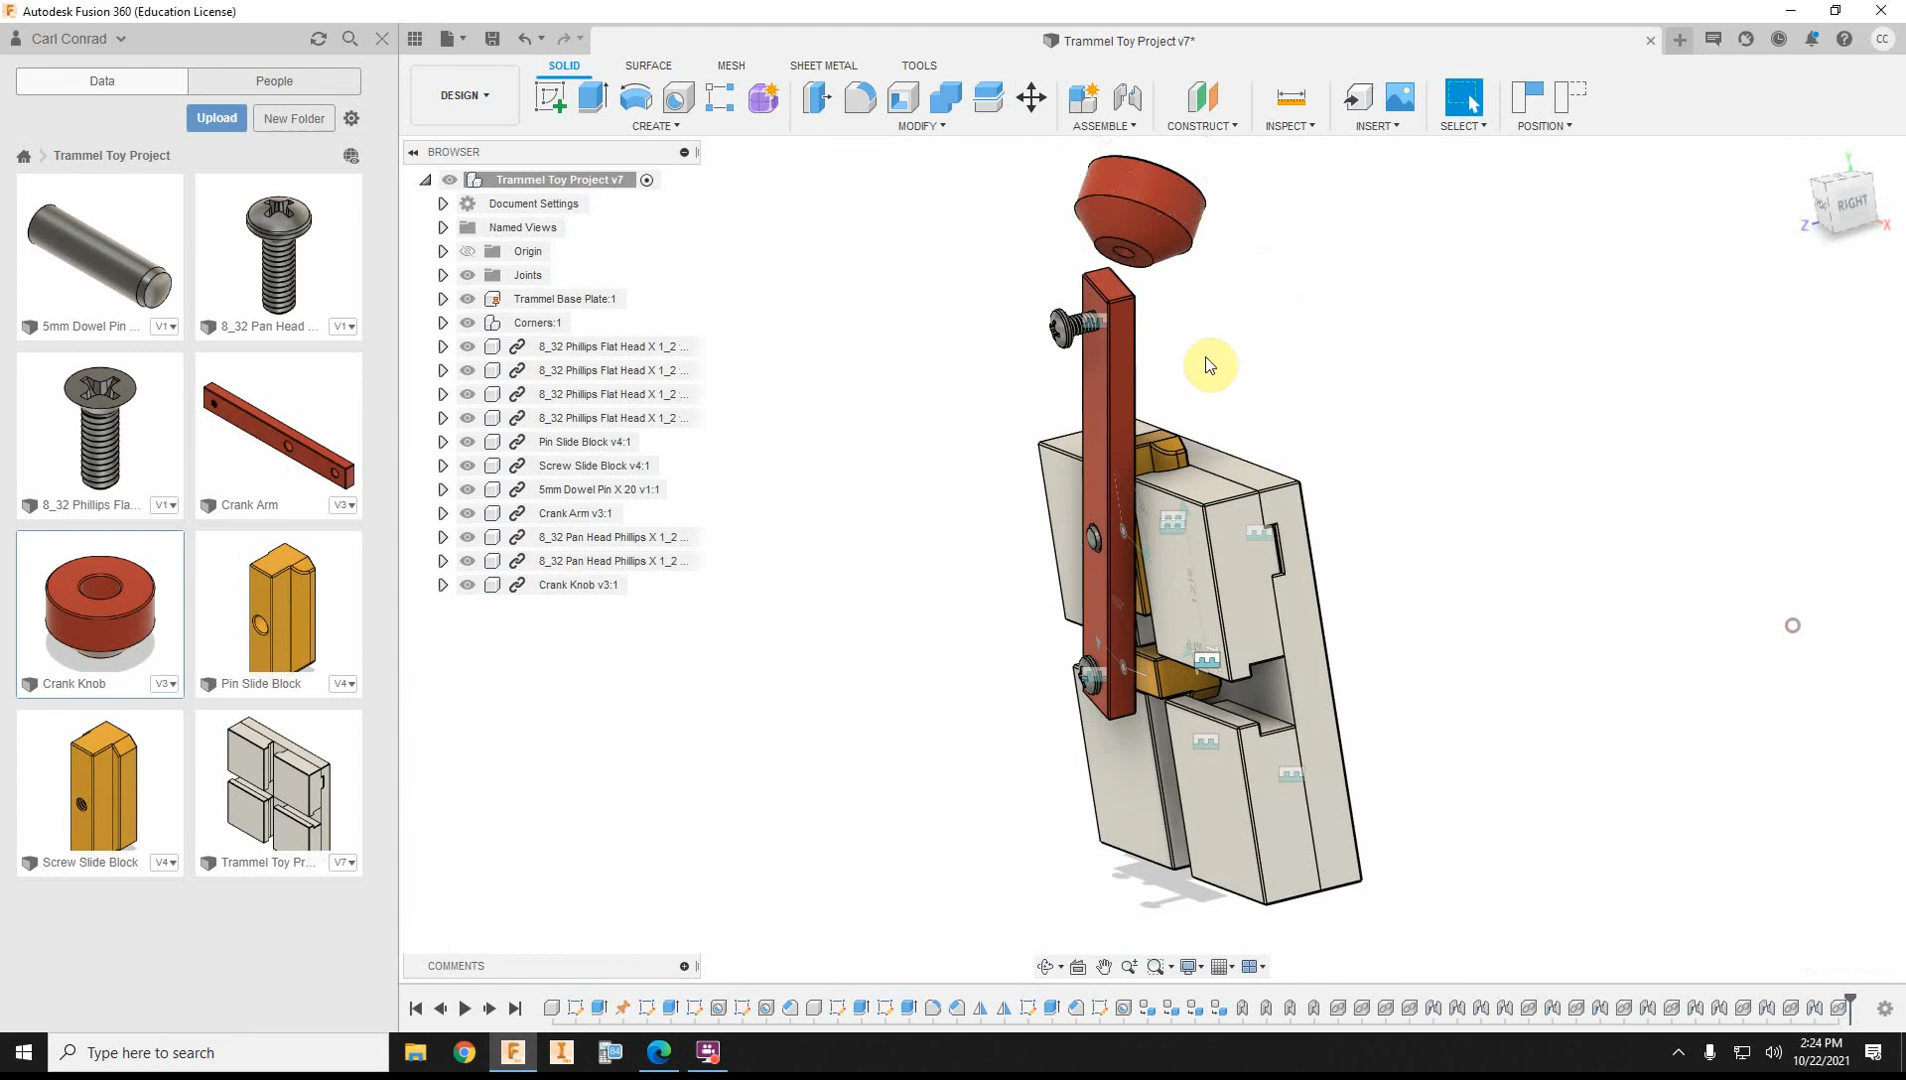 Autodesk Fusion 360 (Education License)
Carl Conrad
Trammel Toy Project v7*
CC
Data
People
Upload
New Folder
Trammel Toy Project
5mm Dowel Pin ...
V1
8_32 Pan Head ...
V1
8_32 Phillips Fla...
V1
Crank Arm
V3
Crank Knob
V3
Pin Slide Block
V4
Screw Slide Block
V4
Trammel Toy Pr...
V7
SOLID
SURFACE
MESH
SHEET METAL
TOOLS
DESIGN
CREATE
MODIFY
ASSEMBLE
CONSTRUCT
INSPECT
INSERT
SELECT
POSITION
BROWSER
Trammel Toy Project v7
Document Settings
Named Views
Origin
Joints
Trammel Base Plate:1
Corners:1
8_32 Phillips Flat Head X 1_2 ...
8_32 Phillips Flat Head X 1_2 ...
8_32 Phillips Flat Head X 1_2 ...
8_32 Phillips Flat Head X 1_2 ...
Pin Slide Block v4:1
Screw Slide Block v4:1
5mm Dowel Pin X 20 v1:1
Crank Arm v3:1
8_32 Pan Head Phillips X 1_2 ...
8_32 Pan Head Phillips X 1_2 ...
Crank Knob v3:1
Y
RIGHT
Z
X
COMMENTS
Type here to search
2:24 PM
10/22/2021